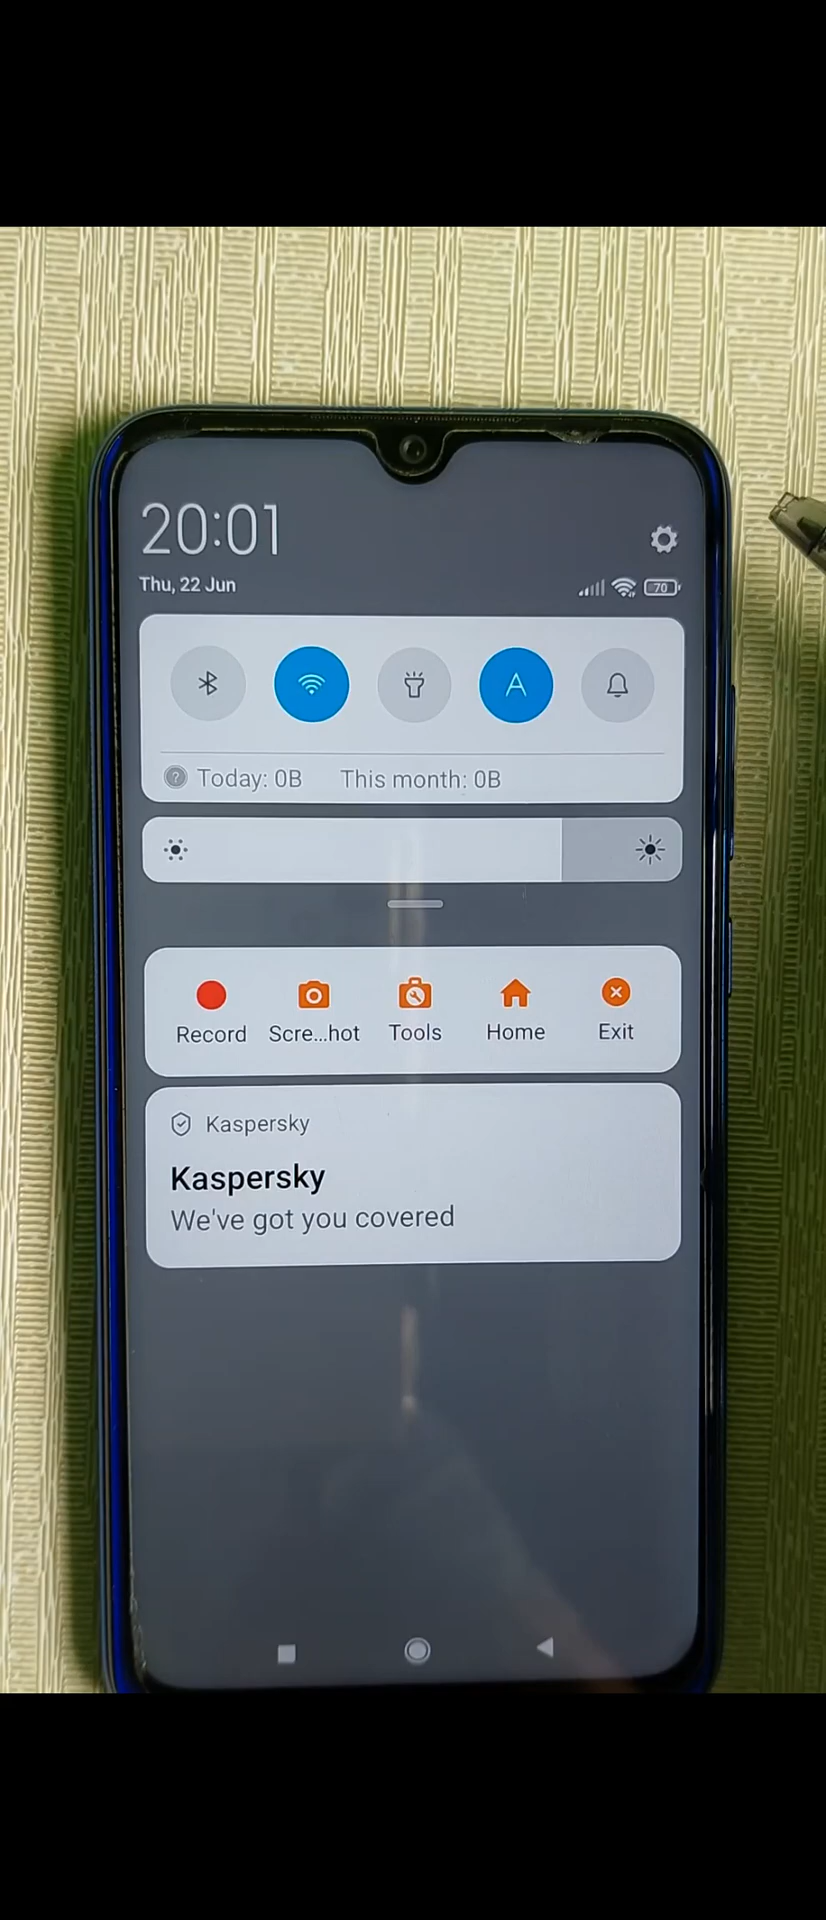 20:01
Thu, 22 Jun
70
A
Today: 0B This month: 0B
Record Scre...hot Tools Home Exit
Kaspersky
Kaspersky
We've got you covered